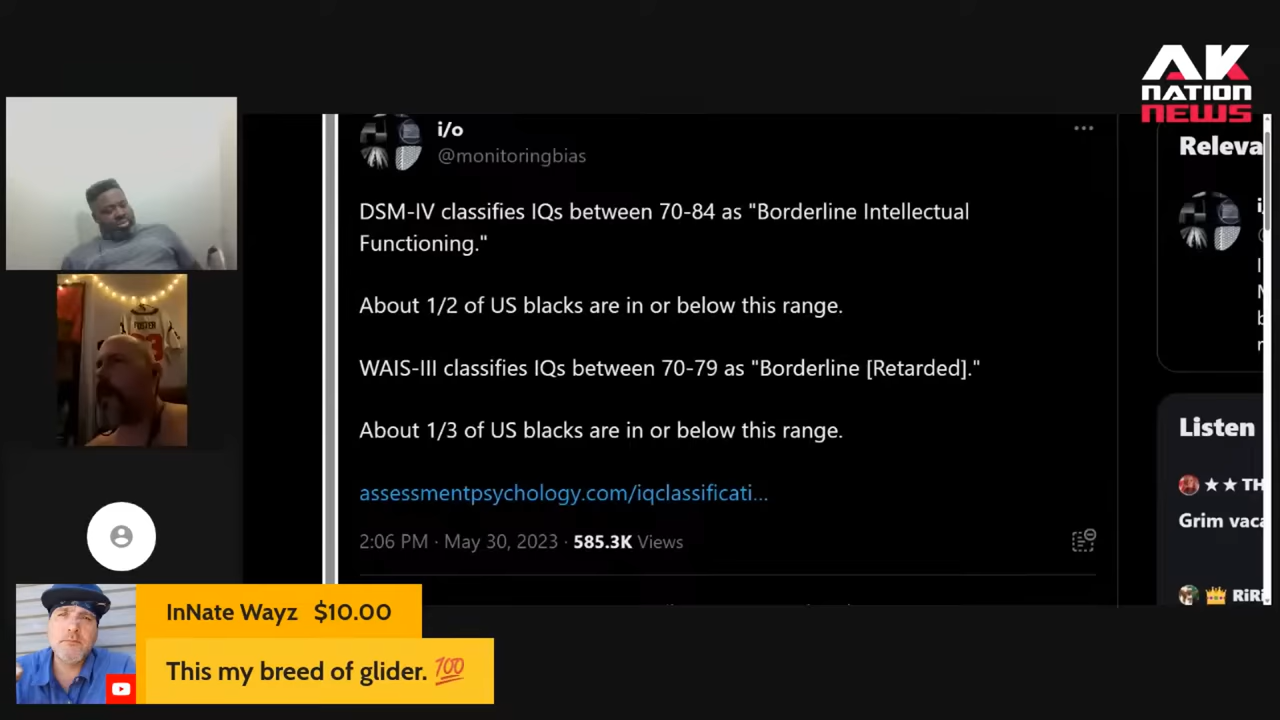 AK
NATION
NEWS
i/o
@monitoringbias
DSM-IV classifies IQs between 70-84 as "Borderline Intellectual
Functioning."
About 1/2 of US blacks are in or below this range.
WAIS-III classifies IQs between 70-79 as "Borderline [Retarded]."
About 1/3 of US blacks are in or below this range.
assessmentpsychology.com/iqclassificati...
2:06 PM · May 30, 2023 · 585.3K Views
Releva
Listen
★★ TH
Grim vaca
RiRi
InNate Wayz $10.00
This my breed of glider. 💯